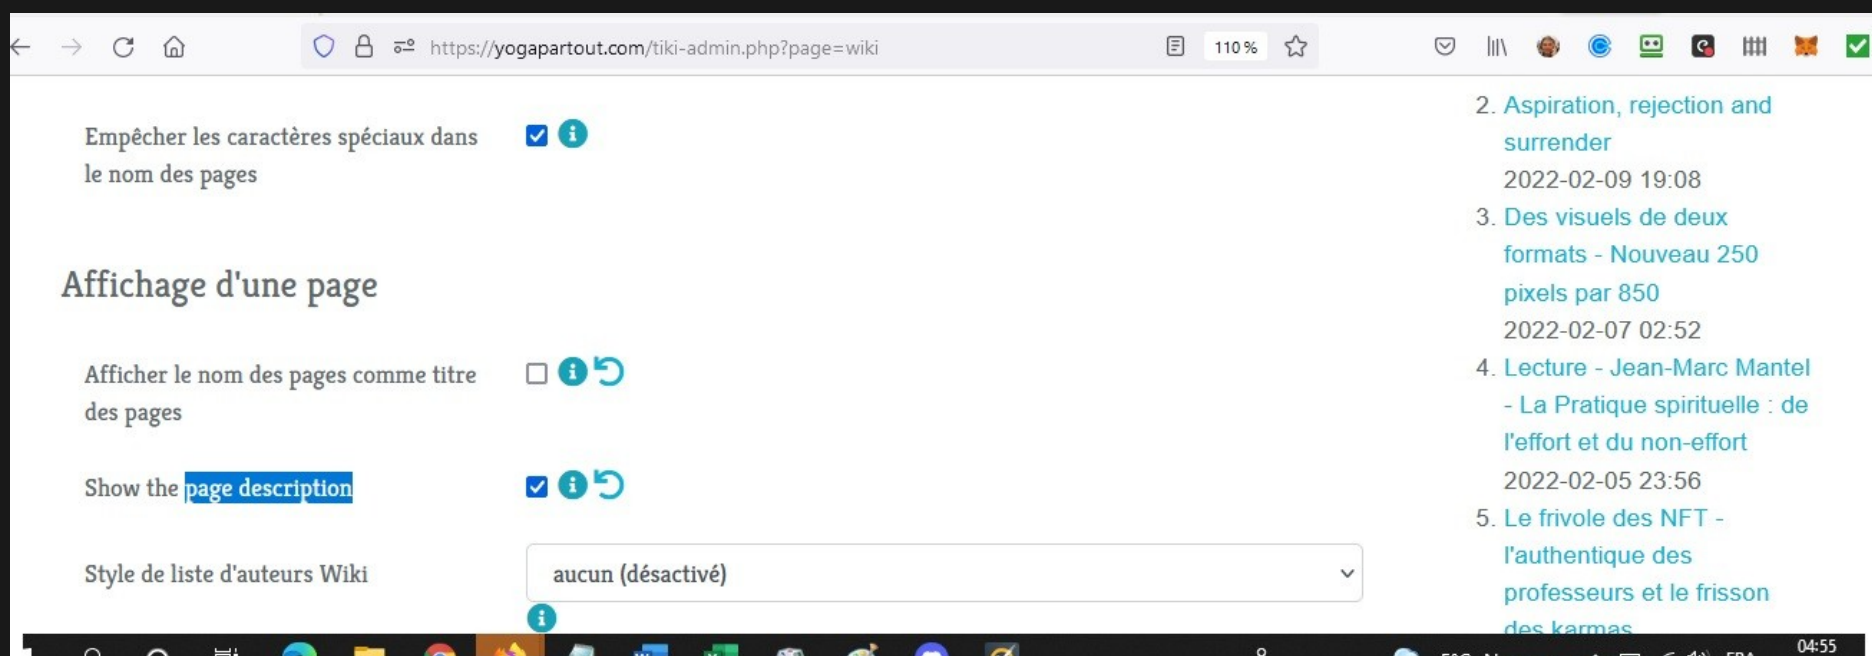 https://yogapartout.com/tiki-admin.php?page=wiki
110 %
Empêcher les caractères spéciaux dans
le nom des pages
Affichage d'une page
Afficher le nom des pages comme titre
des pages
Show the page description
Style de liste d'auteurs Wiki
aucun (désactivé)
2. Aspiration, rejection and
surrender
2022-02-09 19:08
3. Des visuels de deux
formats - Nouveau 250
pixels par 850
2022-02-07 02:52
4. Lecture - Jean-Marc Mantel
- La Pratique spirituelle : de
l'effort et du non-effort
2022-02-05 23:56
5. Le frivole des NFT -
l'authentique des
professeurs et le frisson
des karmas
04:55